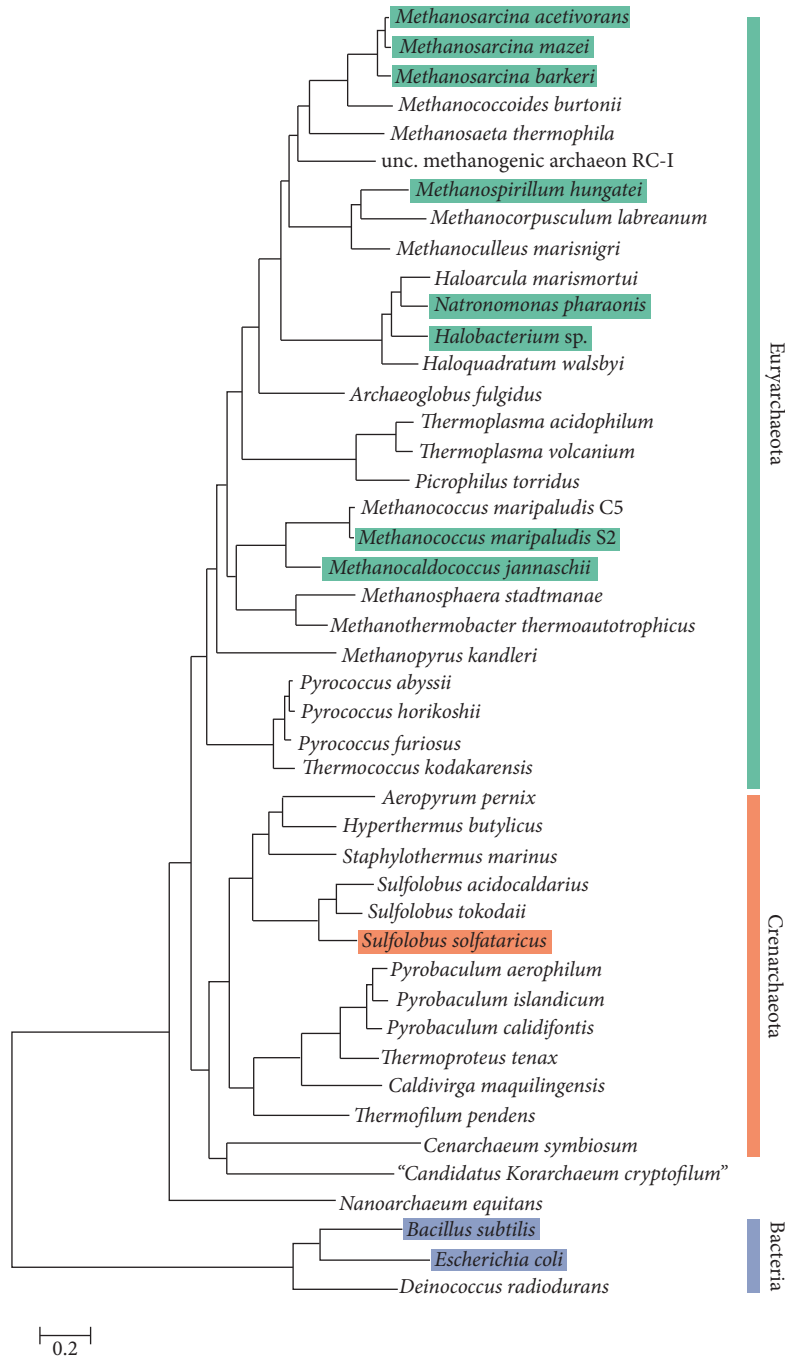 Methanosarcina acetivorans
Methanosarcina mazei
Methanosarcina barkeri
Methanococcoides burtonii
Methanosaeta thermophila
unc. methanogenic archaeon RC-I
Methanospirillum hungatei
Methanocorpusculum labreanum
Methanoculleus marisnigri
Haloarcula marismortui
Natronomonas pharaonis
Halobacterium sp.
Haloquadratum walsbyi
Archaeoglobus fulgidus
Thermoplasma acidophilum
Thermoplasma volcanium
Picrophilus torridus
Methanococcus maripaludis C5
Methanococcus maripaludis S2
Methanocaldococcus jannaschii
Methanosphaera stadtmanae
Methanothermobacter thermoautotrophicus
Methanopyrus kandleri
Pyrococcus abyssii
Pyrococcus horikoshii
Pyrococcus furiosus
Thermococcus kodakarensis
Euryarchaeota
Aeropyrum pernix
Hyperthermus butylicus
Staphylothermus marinus
Sulfolobus acidocaldarius
Sulfolobus tokodaii
Sulfolobus solfataricus
Pyrobaculum aerophilum
Pyrobaculum islandicum
Pyrobaculum calidifontis
Thermoproteus tenax
Caldivirga maquilingensis
Thermofilum pendens
Cenarchaeum symbiosum
"Candidatus Korarchaeum cryptofilum"
Crenarchaeota
Nanoarchaeum equitans
Bacillus subtilis
Escherichia coli
Deinococcus radiodurans
Bacteria
0.2